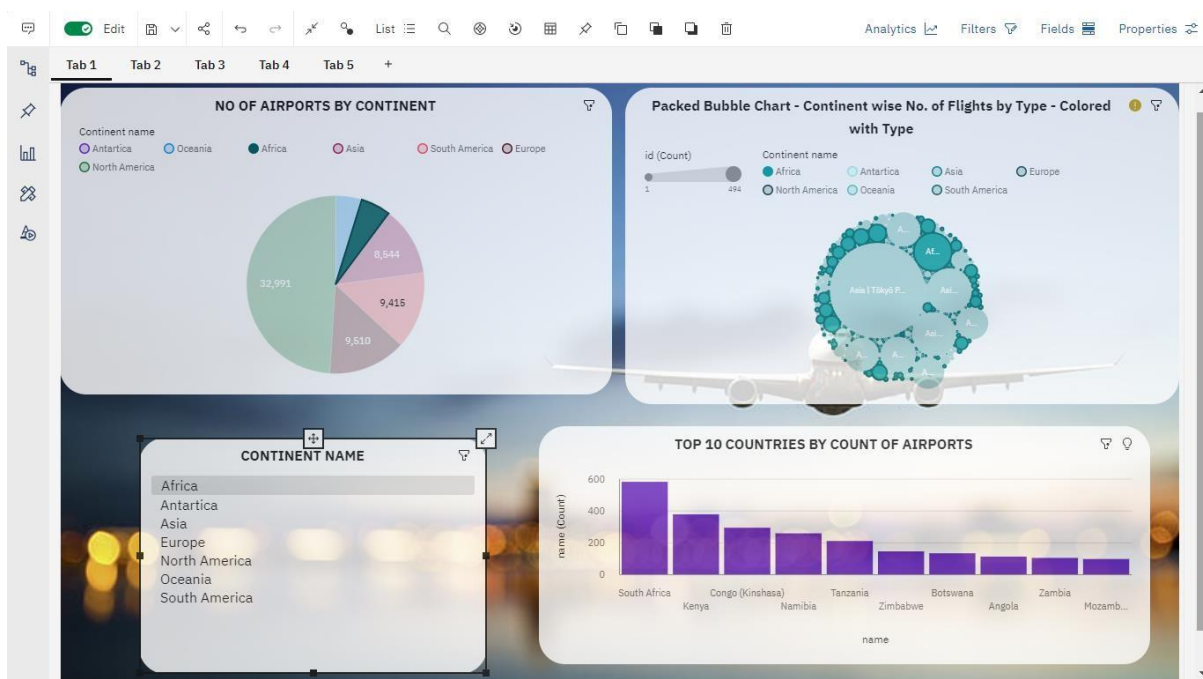 Edit List Analytics Filters Fields Properties
Tab 1 Tab 2 Tab 3 Tab 4 Tab 5 +
NO OF AIRPORTS BY CONTINENT
Continent name
Antartica Oceania Africa Asia South America Europe
North America
8,544
32,991
9,415
9,510
Packed Bubble Chart - Continent wise No. of Flights by Type - Colored
with Type
id (Count) Continent name
Africa Antartica Asia Europe
1 494
North America Oceania South America
A...
Af...
Asia | Tōkyō P... Asi...
A...
Asi...
A... A...
A...
CONTINENT NAME
Africa
Antartica
Asia
Europe
North America
Oceania
South America
TOP 10 COUNTRIES BY COUNT OF AIRPORTS
name (Count)
600
400
200
0
South Africa Congo (Kinshasa) Tanzania Botswana Zambia
Kenya Namibia Zimbabwe Angola Mozamb...
name